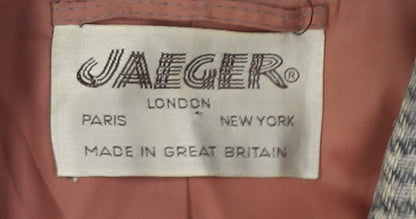 JAEGER®
LONDON
PARIS NEW YORK
MADE IN GREAT BRITAIN